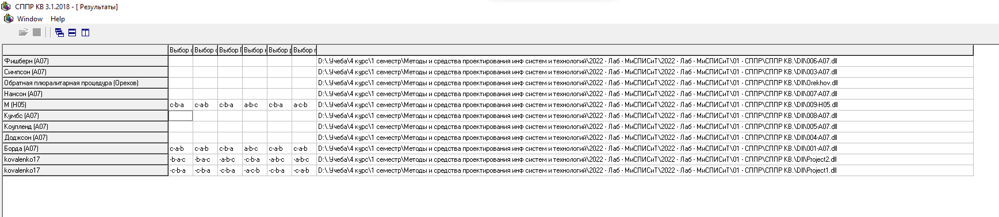 СППР КВ 3.1.2018 - [ Результаты]
Window Help
Выбор с Выбор с Выбор П Выбор н Выбор р Выбор п
Фишберн (А07) D:\.Учеба\4 курс\1 семестр\Методы и средства проектирования инф систем и технологий\2022 - Лаб - МиСПИСиТ\2022 - Лаб - МиСПИСиТ\01 - СППР\СППР КВ.\Dll\006-A07.dll
Симпсон (А07) D:\.Учеба\4 курс\1 семестр\Методы и средства проектирования инф систем и технологий\2022 - Лаб - МиСПИСиТ\2022 - Лаб - МиСПИСиТ\01 - СППР\СППР КВ.\Dll\003-A07.dll
Обратная плюралитарная процедура (Орехов) D:\.Учеба\4 курс\1 семестр\Методы и средства проектирования инф систем и технологий\2022 - Лаб - МиСПИСиТ\2022 - Лаб - МиСПИСиТ\01 - СППР\СППР КВ.\Dll\Orekhov.dll
Нансон (А07) D:\.Учеба\4 курс\1 семестр\Методы и средства проектирования инф систем и технологий\2022 - Лаб - МиСПИСиТ\2022 - Лаб - МиСПИСиТ\01 - СППР\СППР КВ.\Dll\007-A07.dll
М (Н05) c-b-a c-a-b c-b-a a-b-c c-b-a a-c-b D:\.Учеба\4 курс\1 семестр\Методы и средства проектирования инф систем и технологий\2022 - Лаб - МиСПИСиТ\2022 - Лаб - МиСПИСиТ\01 - СППР\СППР КВ.\Dll\009-H05.dll
Кумбс (А07) D:\.Учеба\4 курс\1 семестр\Методы и средства проектирования инф систем и технологий\2022 - Лаб - МиСПИСиТ\2022 - Лаб - МиСПИСиТ\01 - СППР\СППР КВ.\Dll\008-A07.dll
Коупленд (А07) D:\.Учеба\4 курс\1 семестр\Методы и средства проектирования инф систем и технологий\2022 - Лаб - МиСПИСиТ\2022 - Лаб - МиСПИСиТ\01 - СППР\СППР КВ.\Dll\005-A07.dll
Доджсон (А07) D:\.Учеба\4 курс\1 семестр\Методы и средства проектирования инф систем и технологий\2022 - Лаб - МиСПИСиТ\2022 - Лаб - МиСПИСиТ\01 - СППР\СППР КВ.\Dll\004-A07.dll
Борда (А07) c-a-b c-a-b c-b-a a-b-c c-a-b c-a-b D:\.Учеба\4 курс\1 семестр\Методы и средства проектирования инф систем и технологий\2022 - Лаб - МиСПИСиТ\2022 - Лаб - МиСПИСиТ\01 - СППР\СППР КВ.\Dll\001-A07.dll
kovalenko17 -b-a-c -b-a-c -a-b-c -c-b-a -a-b-c -a-b-c D:\.Учеба\4 курс\1 семестр\Методы и средства проектирования инф систем и технологий\2022 - Лаб - МиСПИСиТ\2022 - Лаб - МиСПИСиТ\01 - СППР\СППР КВ.\Dll\Project2.dll
kovalenko17 -c-b-a -c-b-a -c-b-a -a-c-b -c-b-a -c-a-b D:\.Учеба\4 курс\1 семестр\Методы и средства проектирования инф систем и технологий\2022 - Лаб - МиСПИСиТ\2022 - Лаб - МиСПИСиТ\01 - СППР\СППР КВ.\Dll\Project1.dll